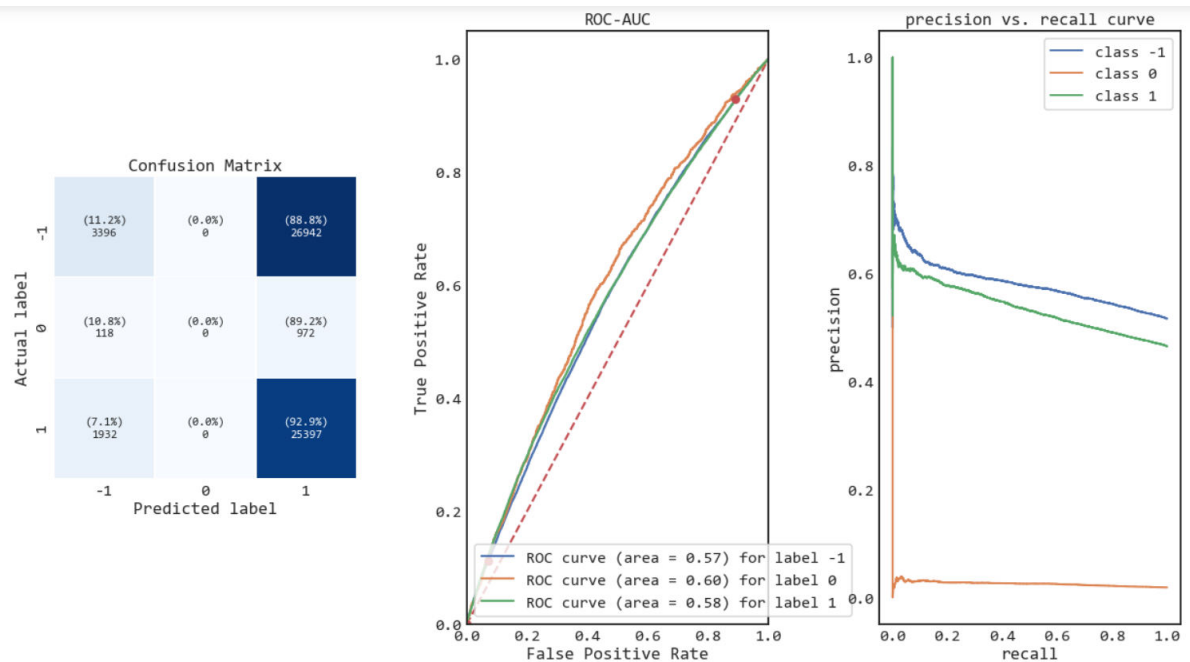 Confusion Matrix
Actual label
-1
(11.2%)
3396
(0.0%)
0
(88.8%)
26942
0
(10.8%)
118
(0.0%)
0
(89.2%)
972
1
(7.1%)
1932
(0.0%)
0
(92.9%)
25397
-1 0 1
Predicted label
ROC-AUC
True Positive Rate
1.0
0.8
0.6
0.4
0.2
0.0
ROC curve (area = 0.57) for label -1
ROC curve (area = 0.60) for label 0
ROC curve (area = 0.58) for label 1
0.0 0.2 0.4 0.6 0.8 1.0
False Positive Rate
precision vs. recall curve
class -1
class 0
class 1
precision
1.0
0.8
0.6
0.4
0.2
0.0
0.0 0.2 0.4 0.6 0.8 1.0
recall